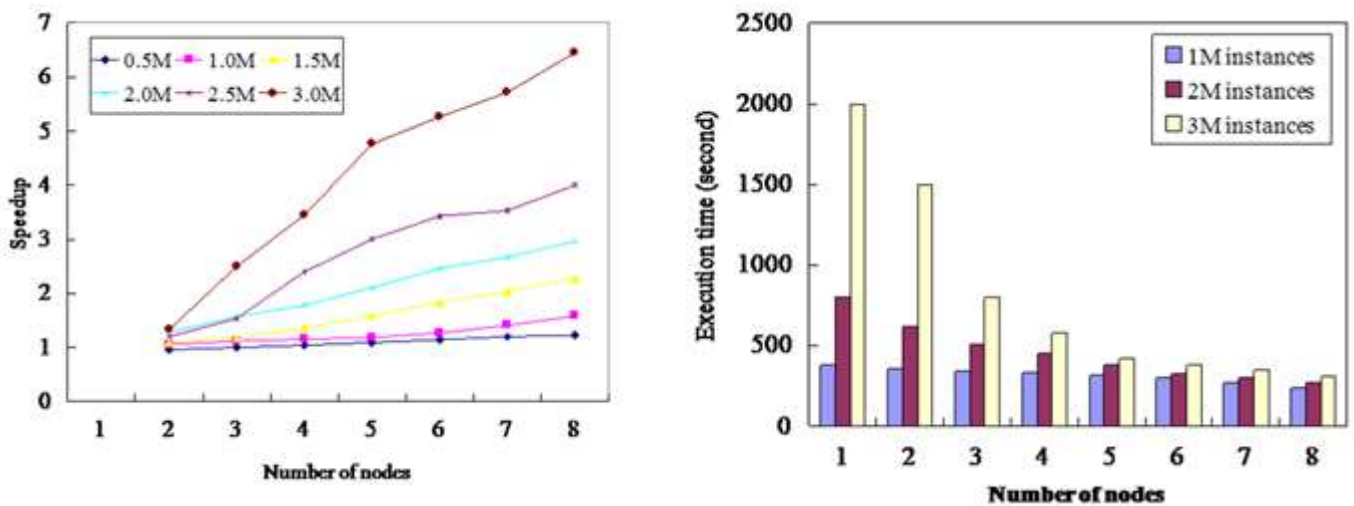 7
6
5
4
3
2
1
0
Speedup
0.5M 1.0M 1.5M
2.0M 2.5M 3.0M
1 2 3 4 5 6 7 8
Number of nodes
2500
2000
1500
1000
500
0
Execution time (second)
1M instances
2M instances
3M instances
1 2 3 4 5 6 7 8
Number of nodes